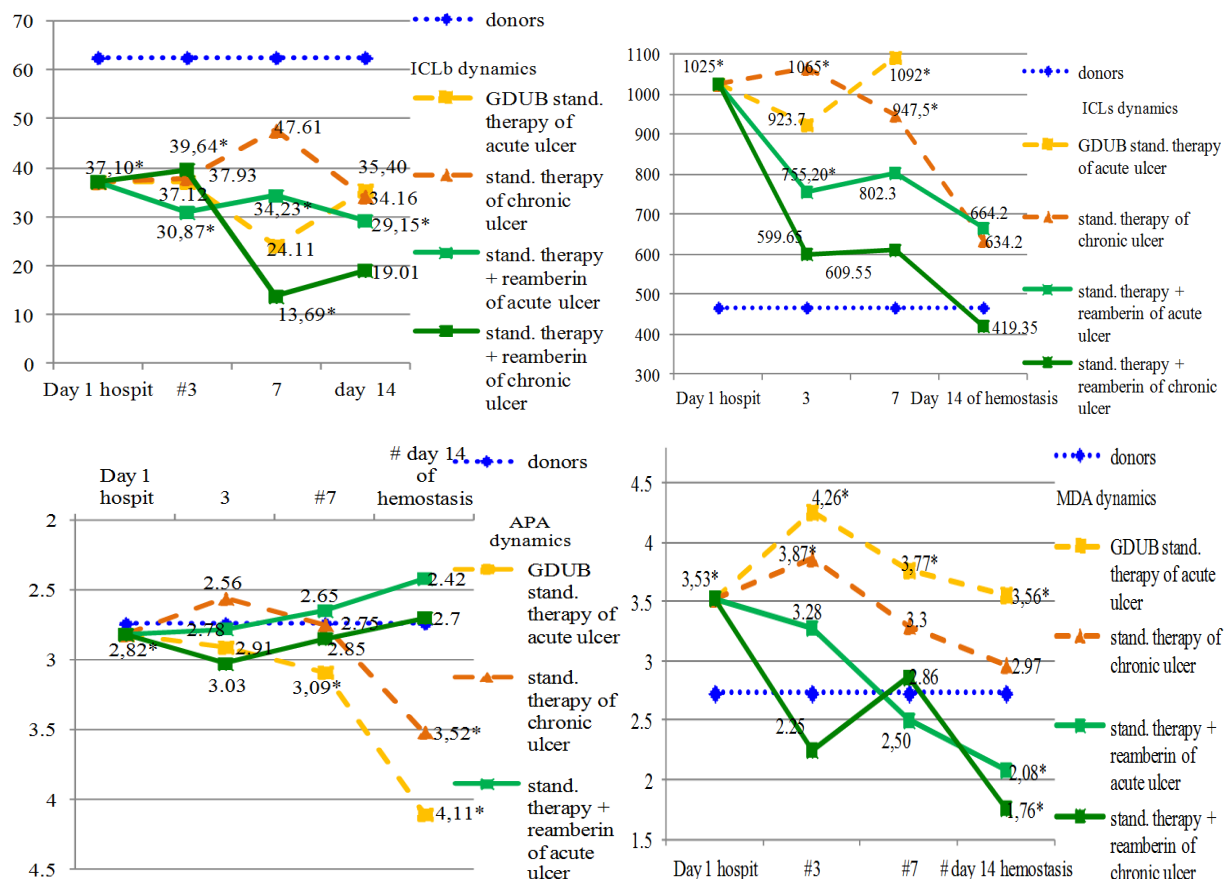 70
60
50
40
30
20
10
0
37,10*
39,64*
37.12
37.93
30,87*
47.61
34,23*
24.11
13,69*
35,40
34.16
29,15*
19.01
Day 1 hospit
#3
7
day 14
donors
ICLb dynamics
GDUB stand.
therapy of
acute ulcer
stand. therapy
of chronic
ulcer
stand. therapy
+ reamberin
of acute ulcer
stand. therapy
+ reamberin
of chronic
ulcer
1100
1000
900
800
700
600
500
400
300
1025*
1065*
923.7
755,20*
599.65
1092*
947,5*
802.3
609.55
664.2
634.2
419.35
Day 1 hospit
3
7
Day 14 of hemostasis
donors
ICLs dynamics
GDUB stand. therapy
of acute ulcer
stand. therapy of
chronic ulcer
stand. therapy +
reamberin of acute
ulcer
stand. therapy +
reamberin of chronic
ulcer
Day 1
hospit
3
#7
# day 14
of
hemostasis
2
2.5
3
3.5
4
4.5
2,82*
2.56
2.78
2.91
3.03
2.65
2.75
2.85
3,09*
2.42
2.7
3,52*
4,11*
donors
APA
dynamics
GDUB
stand.
therapy of
acute ulcer
stand.
therapy of
chronic
ulcer
stand.
therapy +
reamberin
of acute
ulcer
4.5
4
3.5
3
2.5
2
1.5
3,53*
4,26*
3,87*
3.28
2.25
3,77*
3.3
2.86
2,50
3,56*
2.97
2,08*
1,76*
Day 1 hospit
#3
#7
# day 14 hemostasis
donors
MDA dynamics
GDUB stand.
therapy of acute
ulcer
stand. therapy of
chronic ulcer
stand. therapy +
reamberin of
acute ulcer
stand. therapy +
reamberin of
chronic ulcer